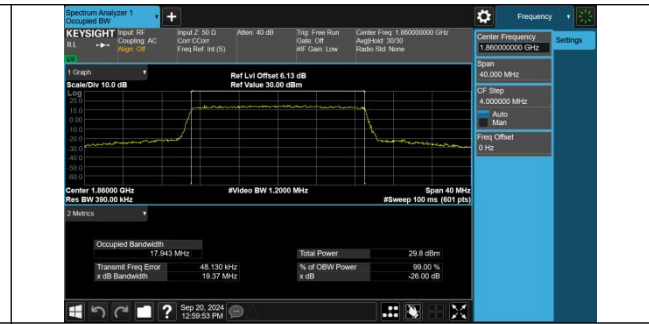 Spectrum Analyzer 1
Occupied BW
+
Frequency
KEYSIGHT
RL
Input: RF
Coupling: AC
Align: Off
Input Z: 50 Ω
Corr CCorr
Freq Ref: Int (S)
Atten: 40 dB
Trig: Free Run
Gate: Off
#IF Gain: Low
Center Freq: 1.860000000 GHz
Avg|Hold: 30/30
Radio Std: None
Center Frequency
1.860000000 GHz
Settings
Span
40.000 MHz
CF Step
4.000000 MHz
Auto
Man
Freq Offset
0 Hz
1 Graph
Scale/Div 10.0 dB
Ref Lvl Offset 6.13 dB
Ref Value 30.00 dBm
Log
20.0
10.0
0.00
-10.0
-20.0
-30.0
-40.0
-50.0
-60.0
Center 1.86000 GHz
#Video BW 1.2000 MHz
Span 40 MHz
Res BW 390.00 kHz
#Sweep 100 ms (601 pts)
2 Metrics
Occupied Bandwidth
17.943 MHz
Total Power
29.8 dBm
Transmit Freq Error
48.130 kHz
% of OBW Power
99.00 %
x dB Bandwidth
19.37 MHz
x dB
-26.00 dB
?
Sep 20, 2024
12:59:53 PM